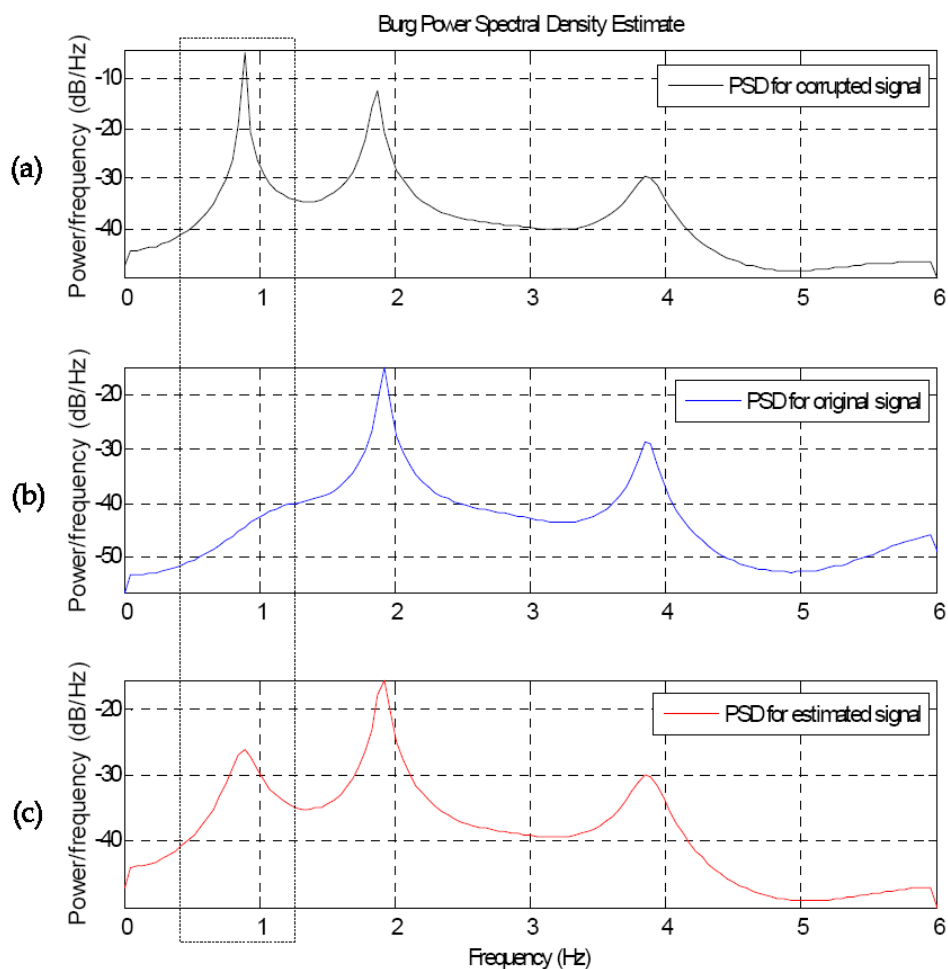 Burg Power Spectral Density Estimate
(a)
Power/frequency (dB/Hz)
-10
-20
-30
-40
PSD for corrupted signal
0 1 2 3 4 5 6
(b)
Power/frequency (dB/Hz)
-20
-30
-40
-50
PSD for original signal
0 1 2 3 4 5 6
(c)
Power/frequency (dB/Hz)
-20
-30
-40
PSD for estimated signal
0 1 2 3 4 5 6
Frequency (Hz)